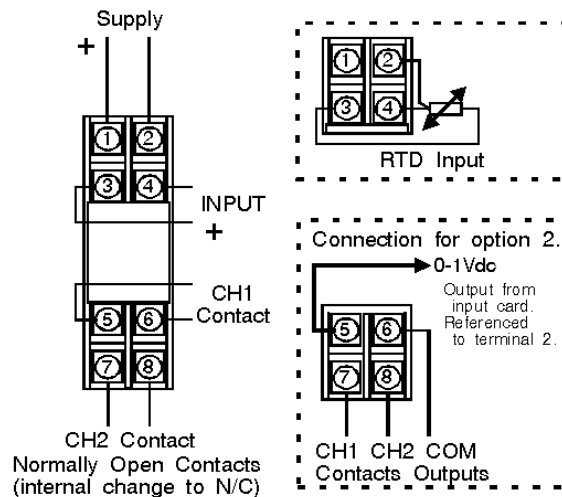 Supply
+
1 2
3 4
INPUT
+
CH1
Contact
5 6
7 8
CH2 Contact
Normally Open Contacts
(internal change to N/C)
1 2
3 4
RTD Input
Connection for option 2.
0-1Vdc
Output from
input card.
Referenced
to terminal 2.
5 6
7 8
CH1 CH2 COM
Contacts Outputs